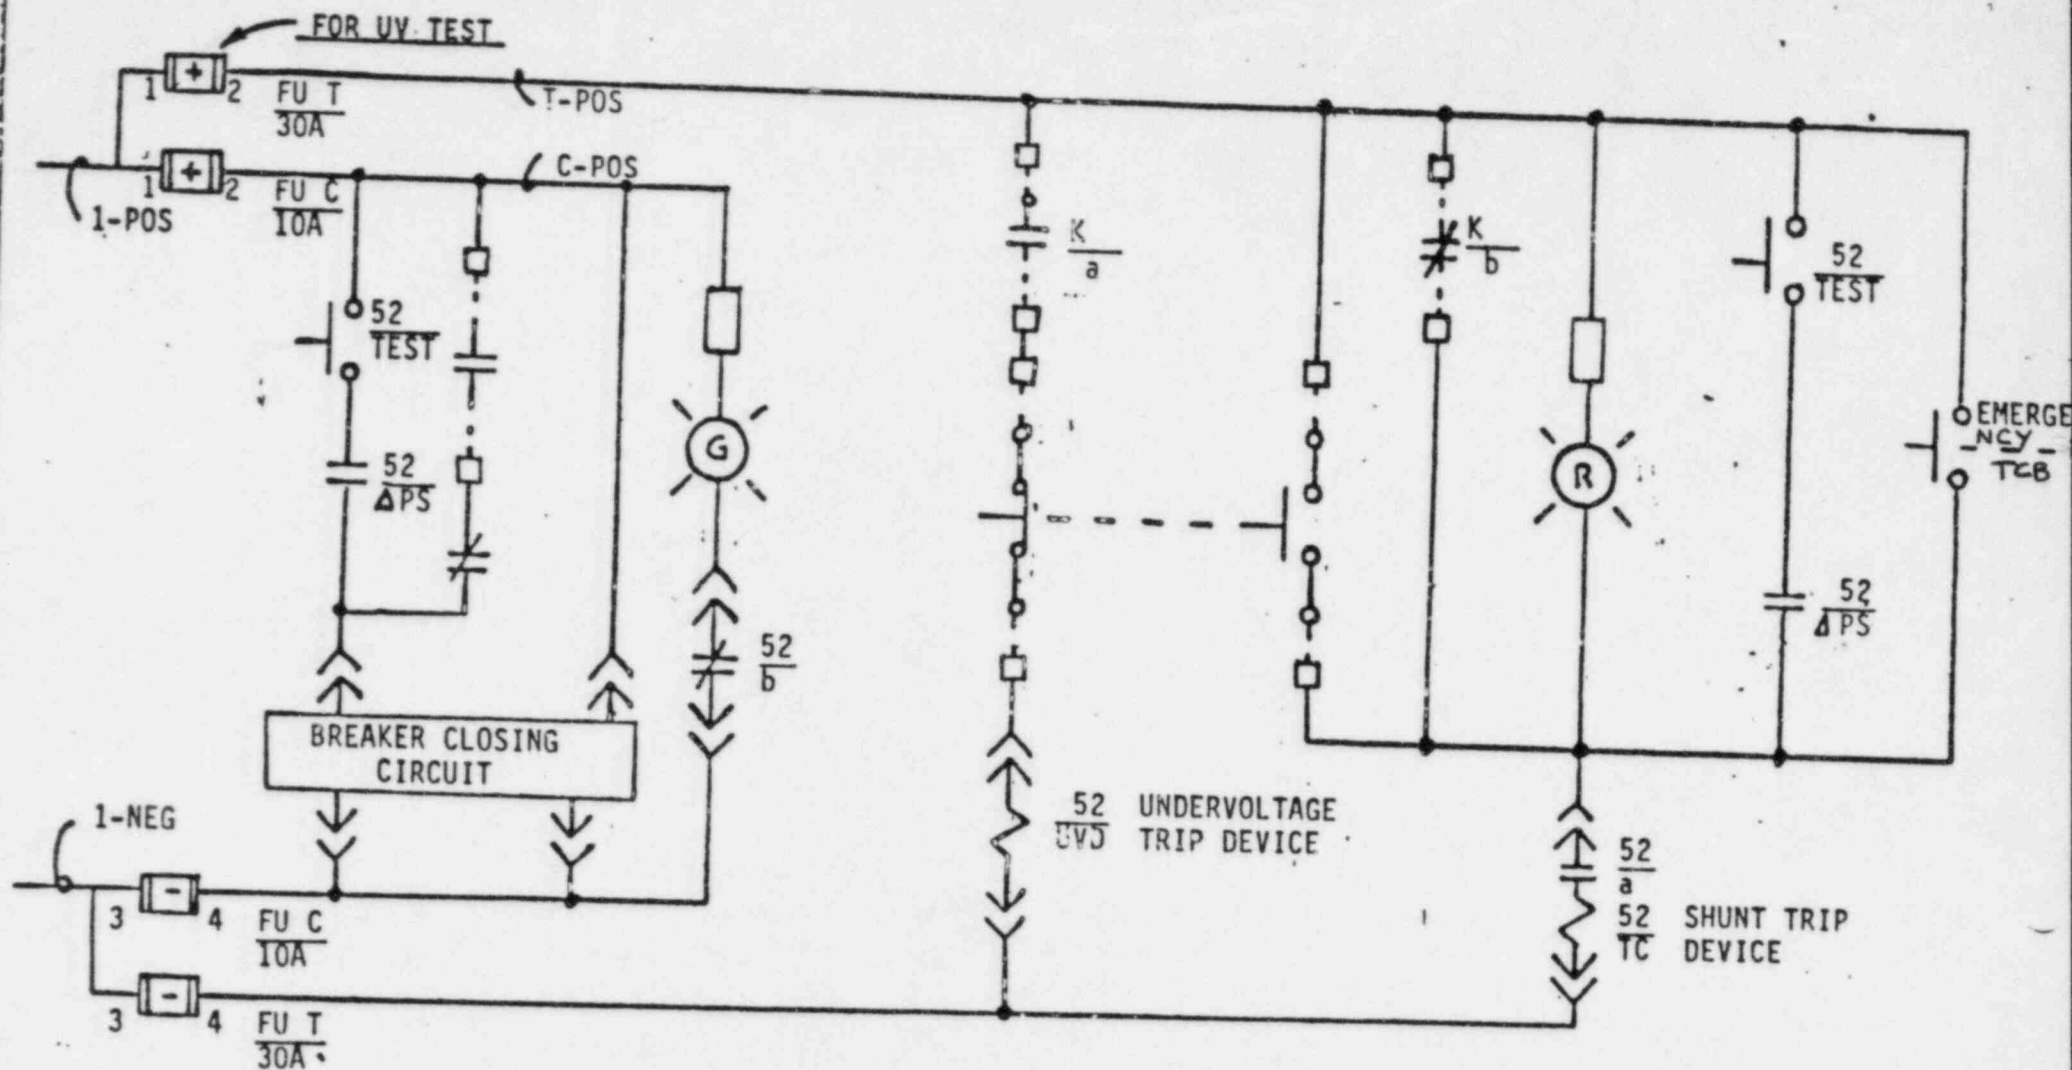 FOR UV TEST
1 + 2 FU T
30A
T-POS
1-POS
1 + 2 FU C
10A
C-POS
52
TEST
52
ΔPS
G
52
b
BREAKER CLOSING
CIRCUIT
1-NEG
3 - 4 FU C
10A
3 - 4 FU T
30A
K
a
K
b
R
52
TEST
52
ΔPS
EMERGE
NCY
TCB
52 UNDERVOLTAGE
TRIP DEVICE
52
a
52 SHUNT TRIP
TC DEVICE